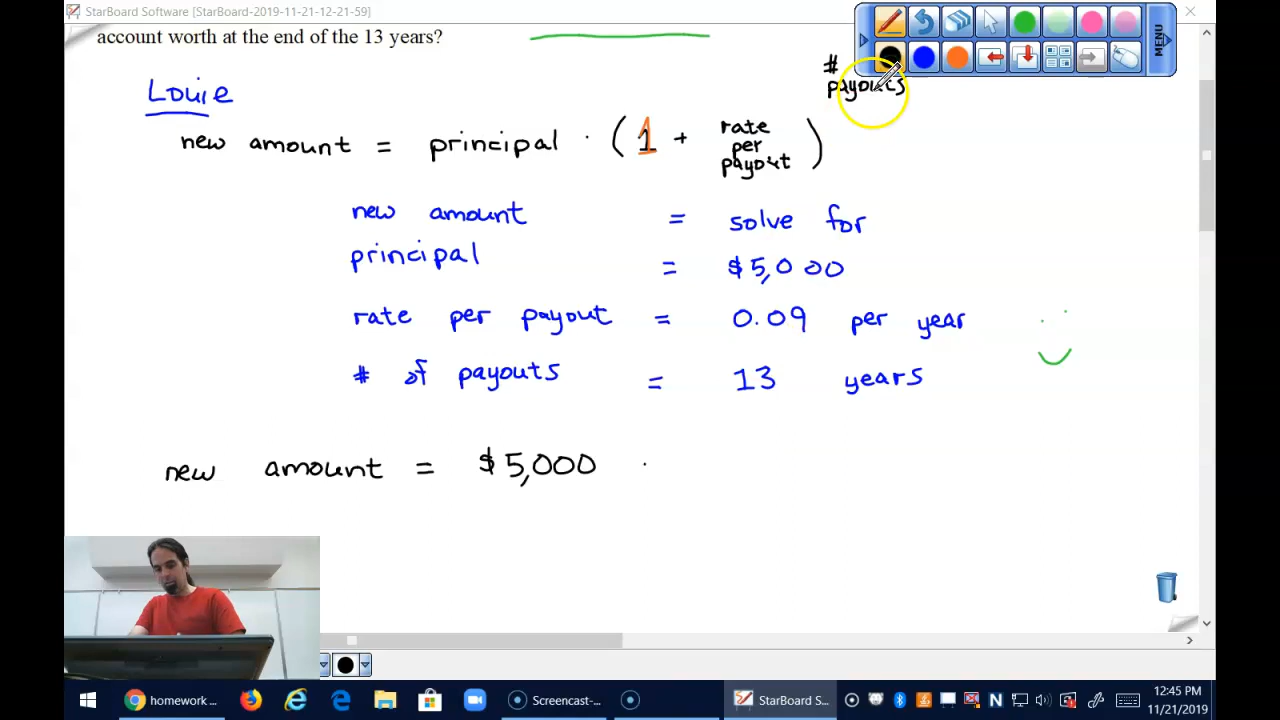 StarBoard Software [StarBoard-2019-11-21-12-21-59]
account worth at the end of the 13 years?
MENU
#
payouts
Louie
new amount = principal · ( 1 + rate per payout )
new amount = solve for
principal = $5,000
rate per payout = 0.09 per year
# of payouts = 13 years
new amount = $5,000 ·
homework ...
Screencast-...
StarBoard S...
12:45 PM
11/21/2019